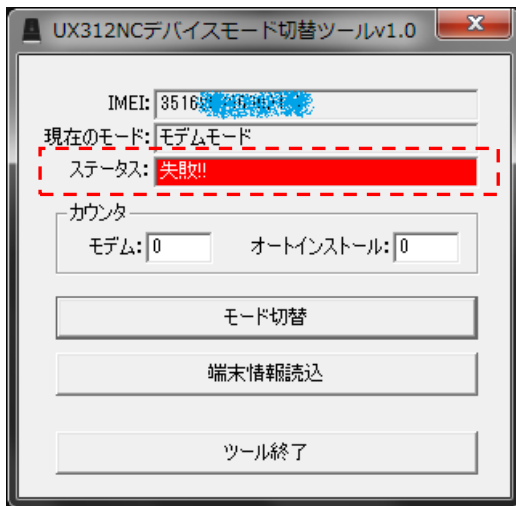 UX312NCデバイスモード切替ツールv1.0
IMEI: 3516
現在のモード: モデムモード
ステータス: 失敗!!
カウンタ
モデム: 0 オートインストール: 0
モード切替
端末情報読込
ツール終了